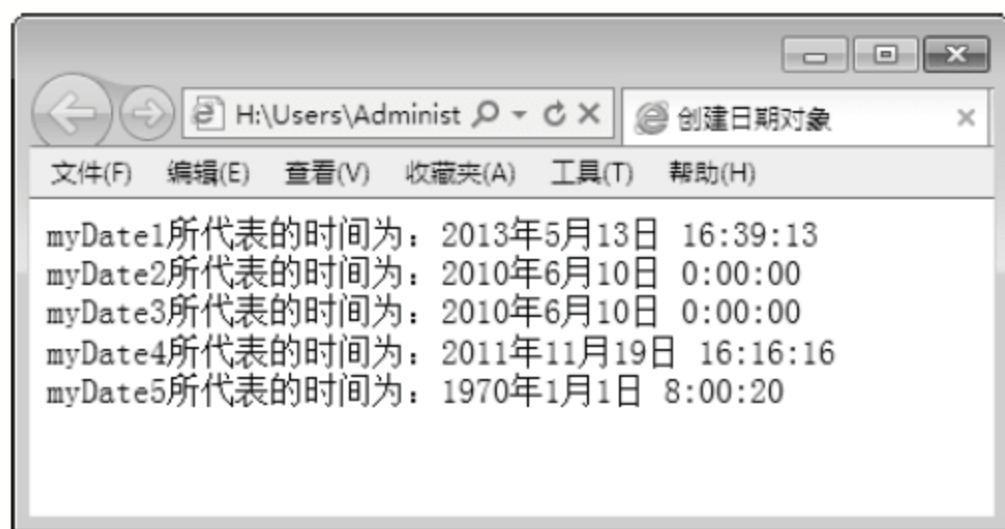 H:\Users\Administ
创建日期对象
文件(F) 编辑(E) 查看(V) 收藏夹(A) 工具(T) 帮助(H)
myDate1所代表的时间为：2013年5月13日 16:39:13
myDate2所代表的时间为：2010年6月10日 0:00:00
myDate3所代表的时间为：2010年6月10日 0:00:00
myDate4所代表的时间为：2011年11月19日 16:16:16
myDate5所代表的时间为：1970年1月1日 8:00:20